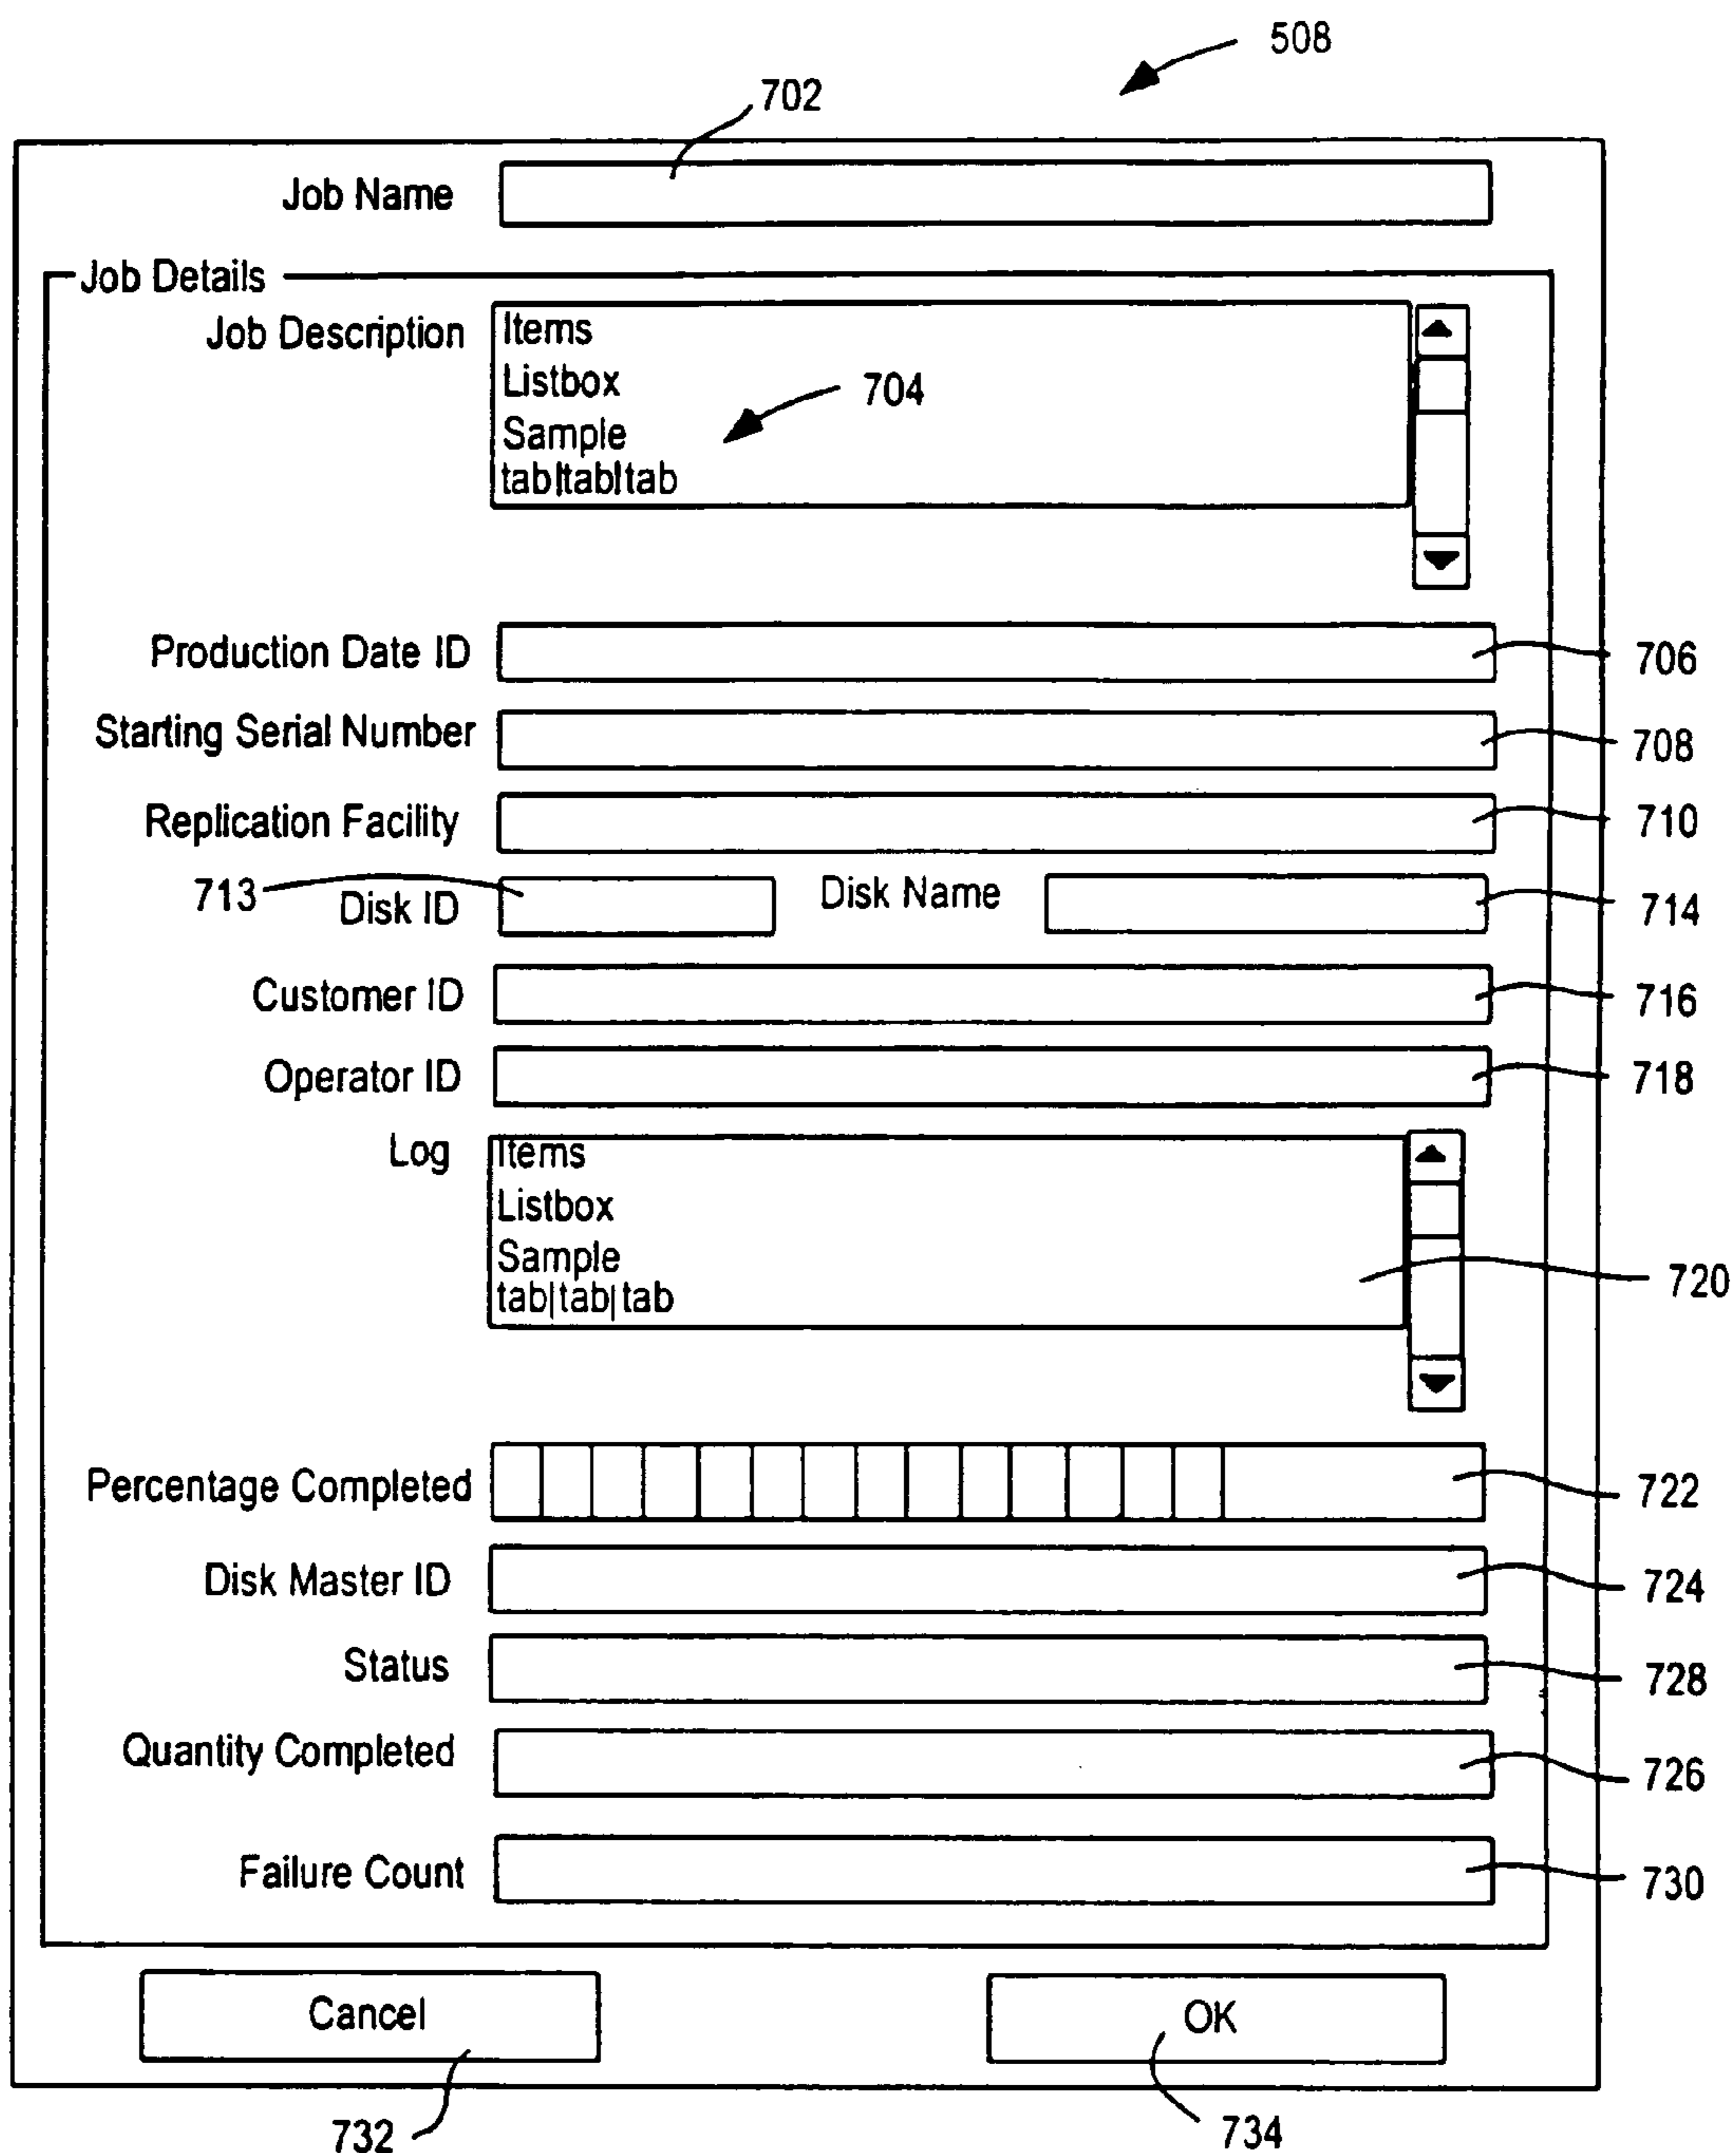 508
702
Job Name
Job Details
Job Description
Items
Listbox
704
Sample
tab|tab|tab
Production Date ID
706
Starting Serial Number
708
Replication Facility
710
713
Disk ID
Disk Name
714
Customer ID
716
Operator ID
718
Log
Items
Listbox
Sample
720
tab|tab|tab
Percentage Completed
722
Disk Master ID
724
Status
728
Quantity Completed
726
Failure Count
730
Cancel
OK
732
734